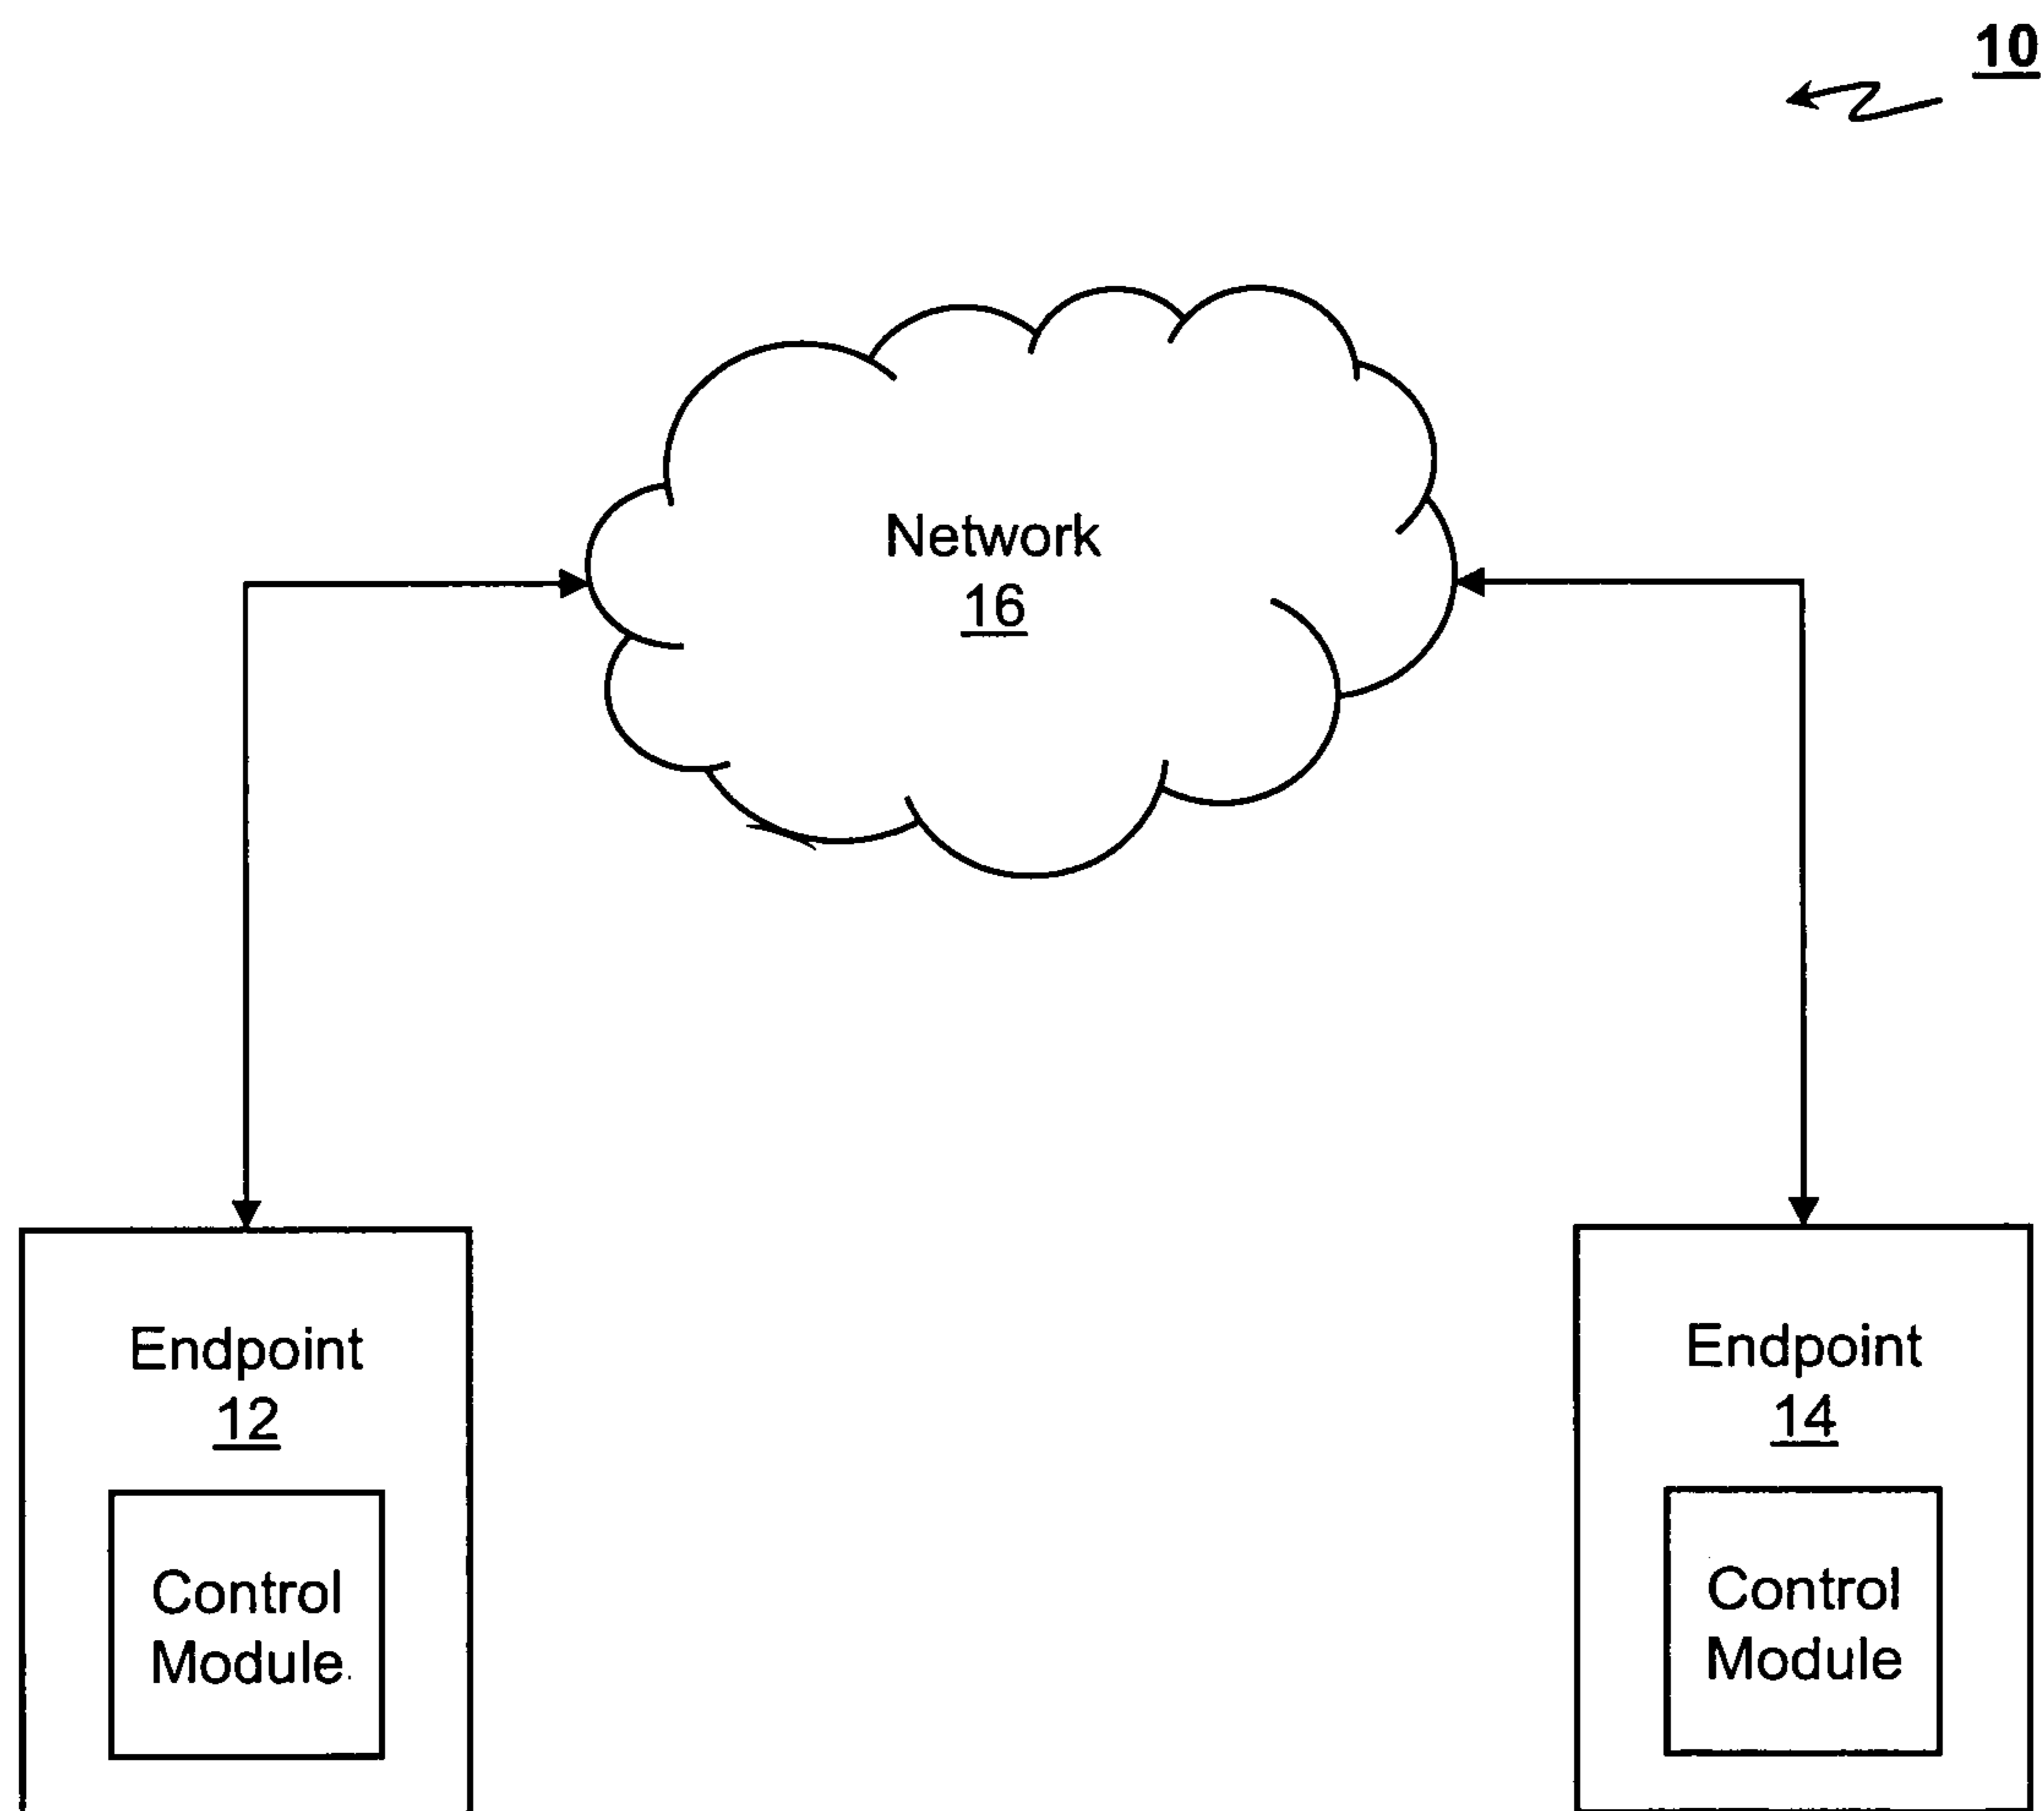 10
Network
16
Endpoint
12
Control
Module
Endpoint
14
Control
Module